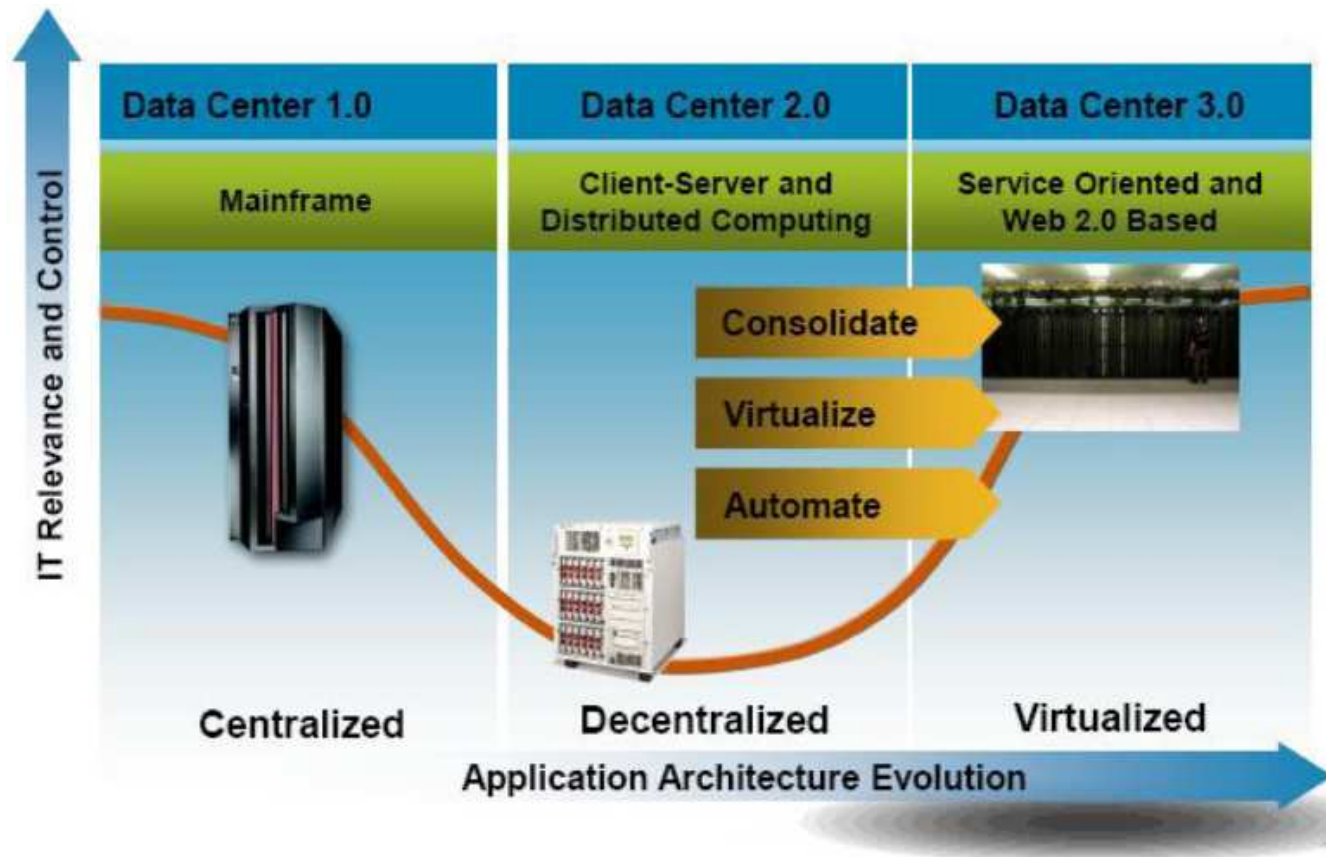 IT Relevance and Control
Data Center 1.0
Data Center 2.0
Data Center 3.0
Mainframe
Client-Server and
Distributed Computing
Service Oriented and
Web 2.0 Based
Consolidate
Virtualize
Automate
Centralized
Decentralized
Virtualized
Application Architecture Evolution